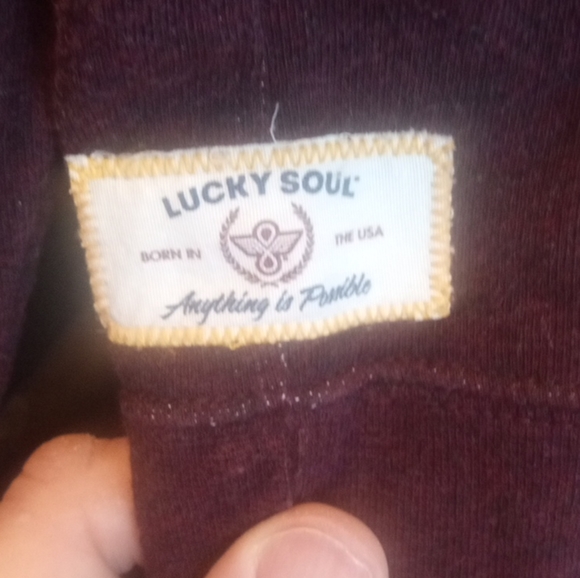 LUCKY SOUL
BORN IN THE USA
Anything is Possible